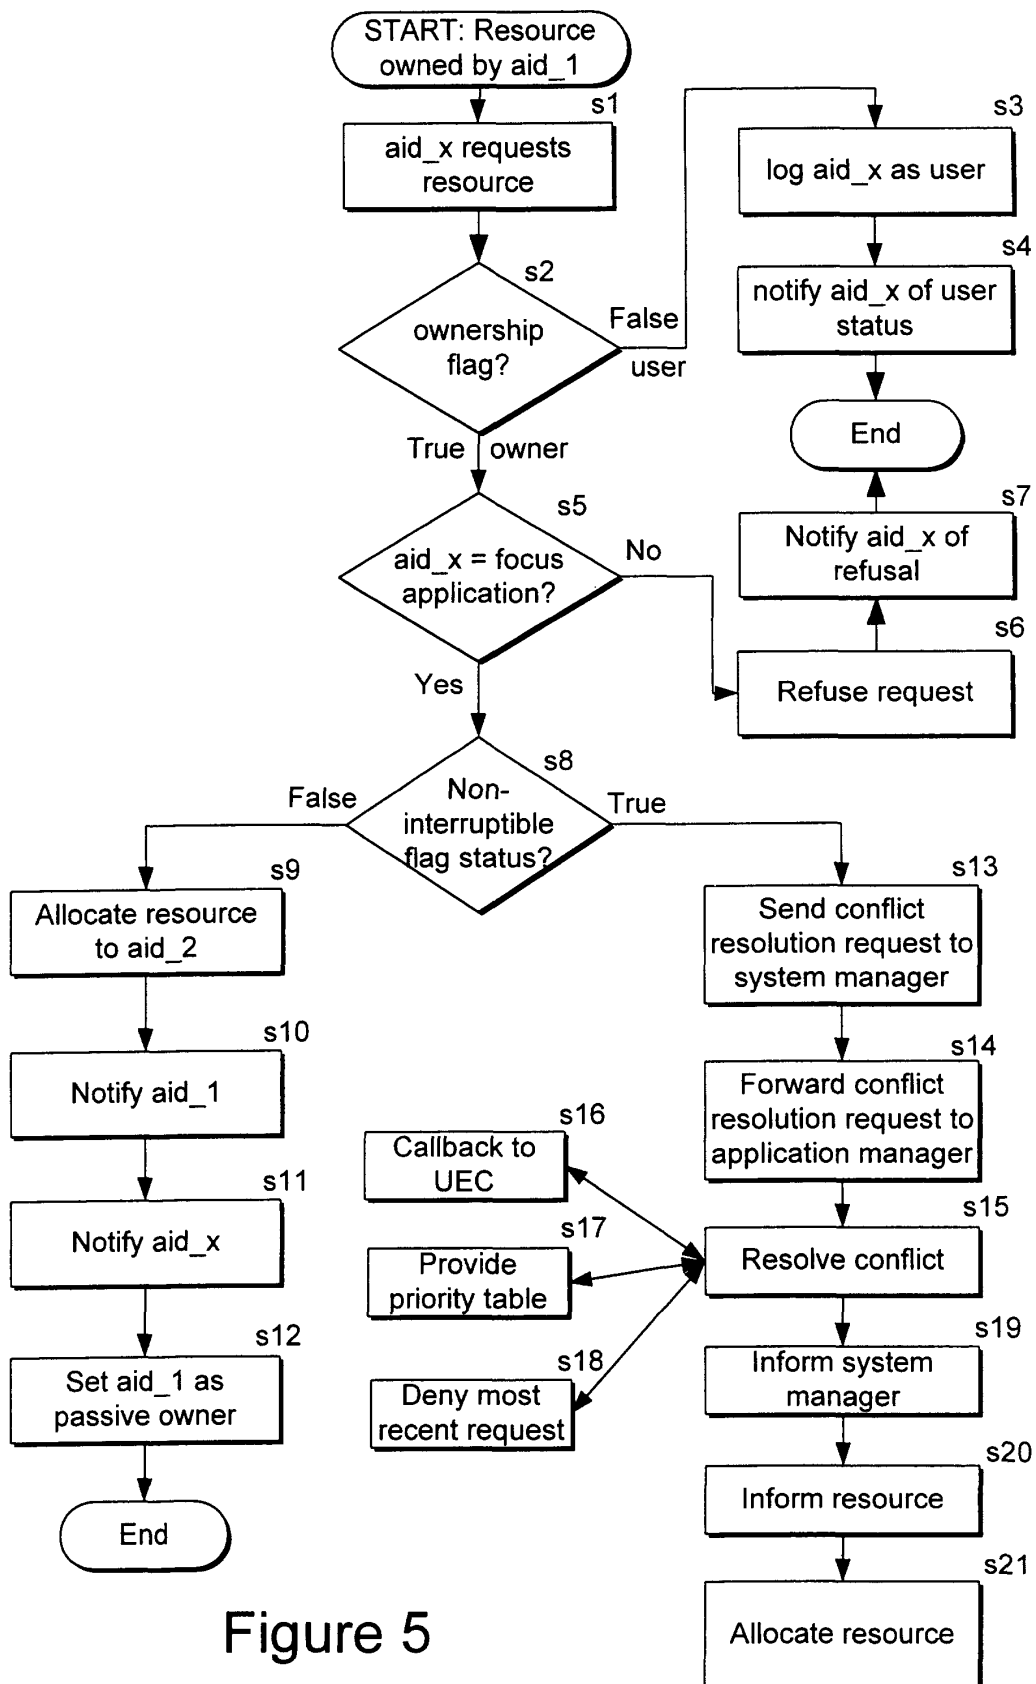 START: Resource
owned by aid_1
s1
aid_x requests
resource
s2
ownership
flag?
False
user
s3
log aid_x as user
s4
notify aid_x of user
status
End
True owner
s5
aid_x = focus
application?
No
s7
Notify aid_x of
refusal
s6
Refuse request
Yes
s8
Non-
interruptible
flag status?
False
True
s9
Allocate resource
to aid_2
s10
Notify aid_1
s11
Notify aid_x
s12
Set aid_1 as
passive owner
End
s13
Send conflict
resolution request to
system manager
s14
Forward conflict
resolution request to
application manager
s15
Resolve conflict
s16
Callback to
UEC
s17
Provide
priority table
s18
Deny most
recent request
s19
Inform system
manager
s20
Inform resource
s21
Allocate resource
Figure 5